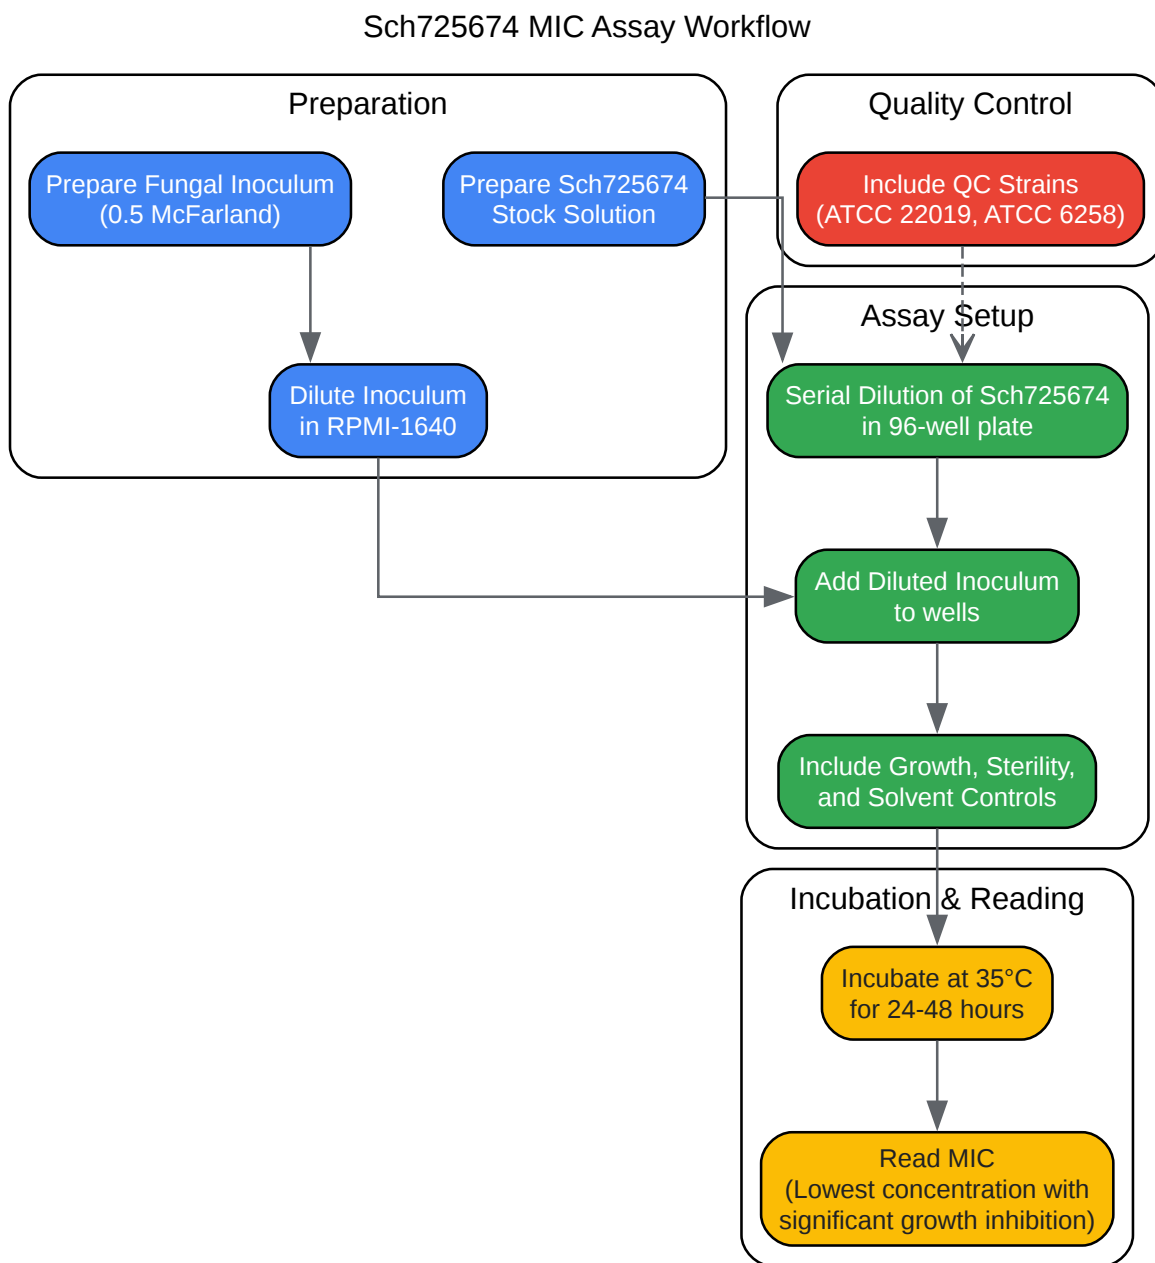 Sch725674 MIC Assay Workflow
Preparation
Prepare Fungal Inoculum
(0.5 McFarland)
Prepare Sch725674
Stock Solution
Dilute Inoculum
in RPMI-1640
Quality Control
Include QC Strains
(ATCC 22019, ATCC 6258)
Assay Setup
Serial Dilution of Sch725674
in 96-well plate
Add Diluted Inoculum
to wells
Include Growth, Sterility,
and Solvent Controls
Incubation & Reading
Incubate at 35°C
for 24-48 hours
Read MIC
(Lowest concentration with
significant growth inhibition)